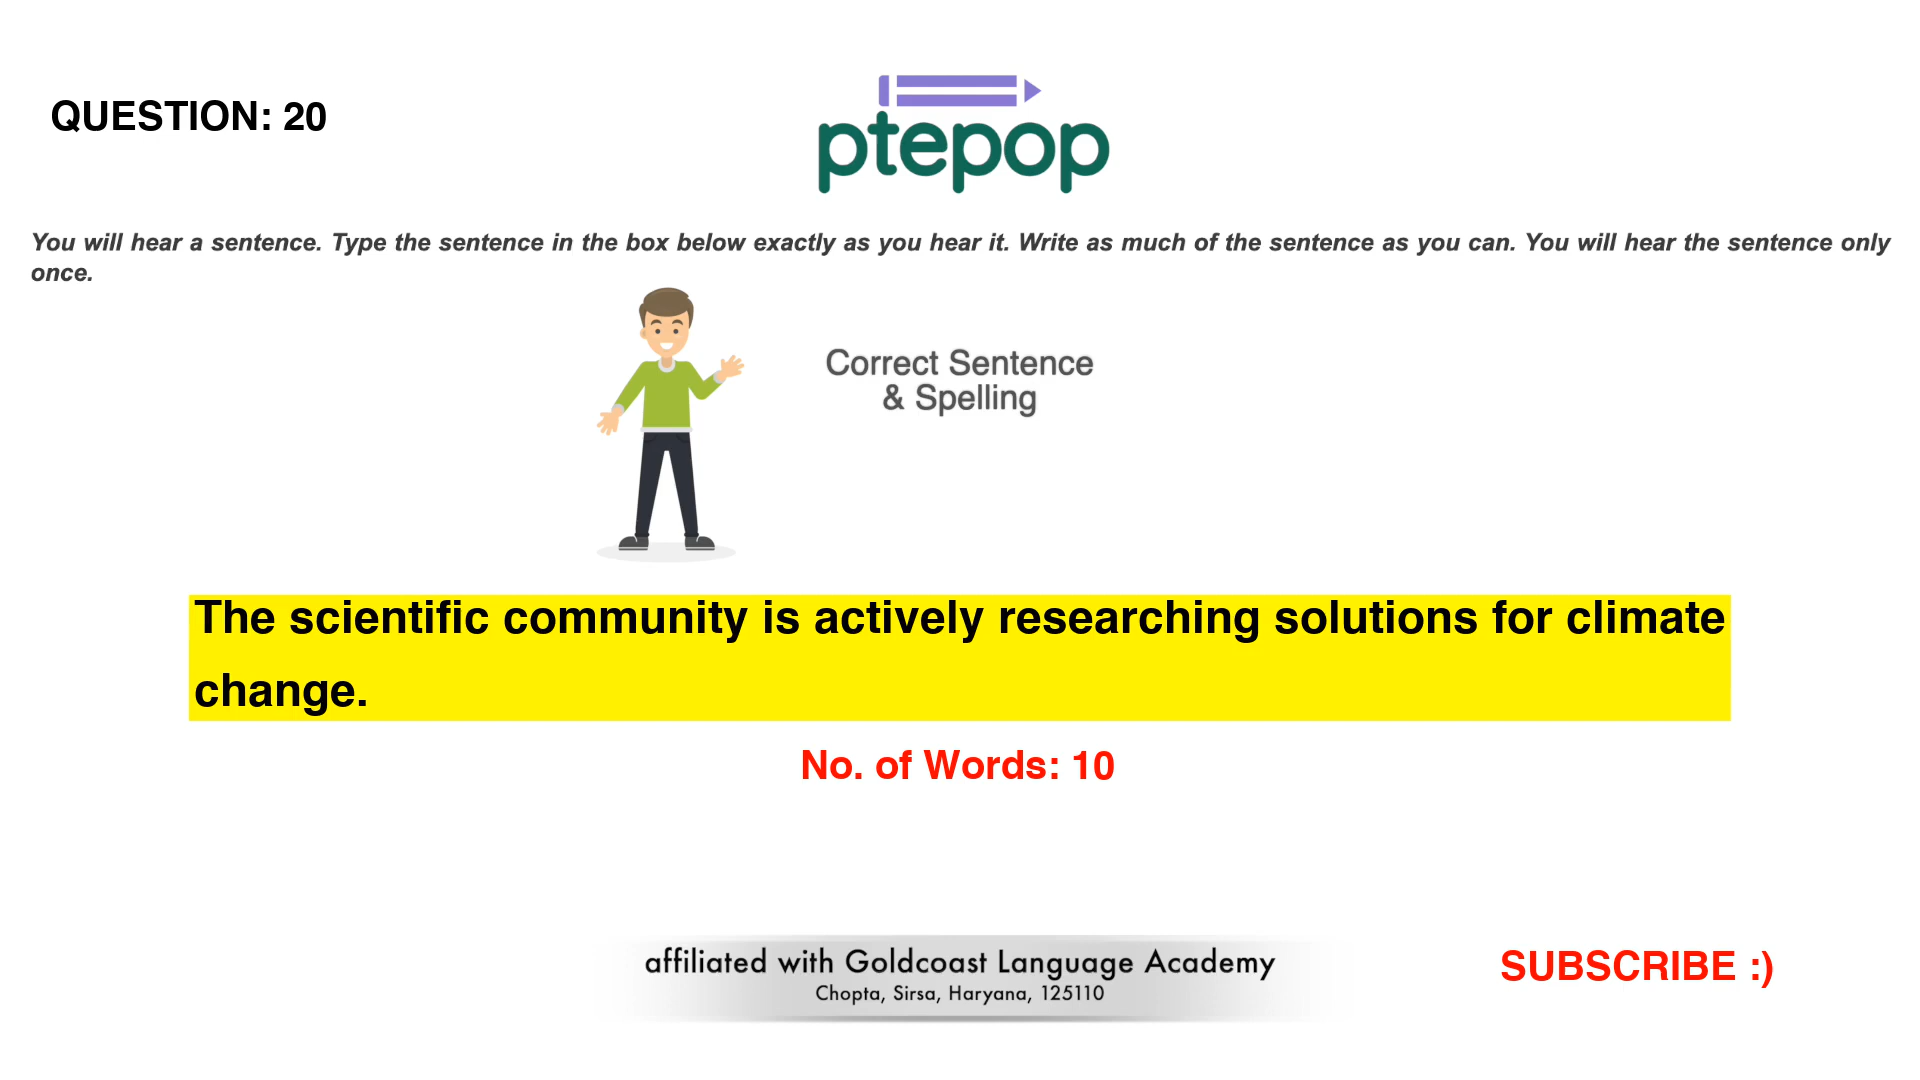 QUESTION: 20
ptepop
You will hear a sentence. Type the sentence in the box below exactly as you hear it. Write as much of the sentence as you can. You will hear the sentence only
once.
Correct Sentence
& Spelling
The scientific community is actively researching solutions for climate
change.
No. of Words: 10
affiliated with Goldcoast Language Academy
Chopta, Sirsa, Haryana, 125110
SUBSCRIBE :)